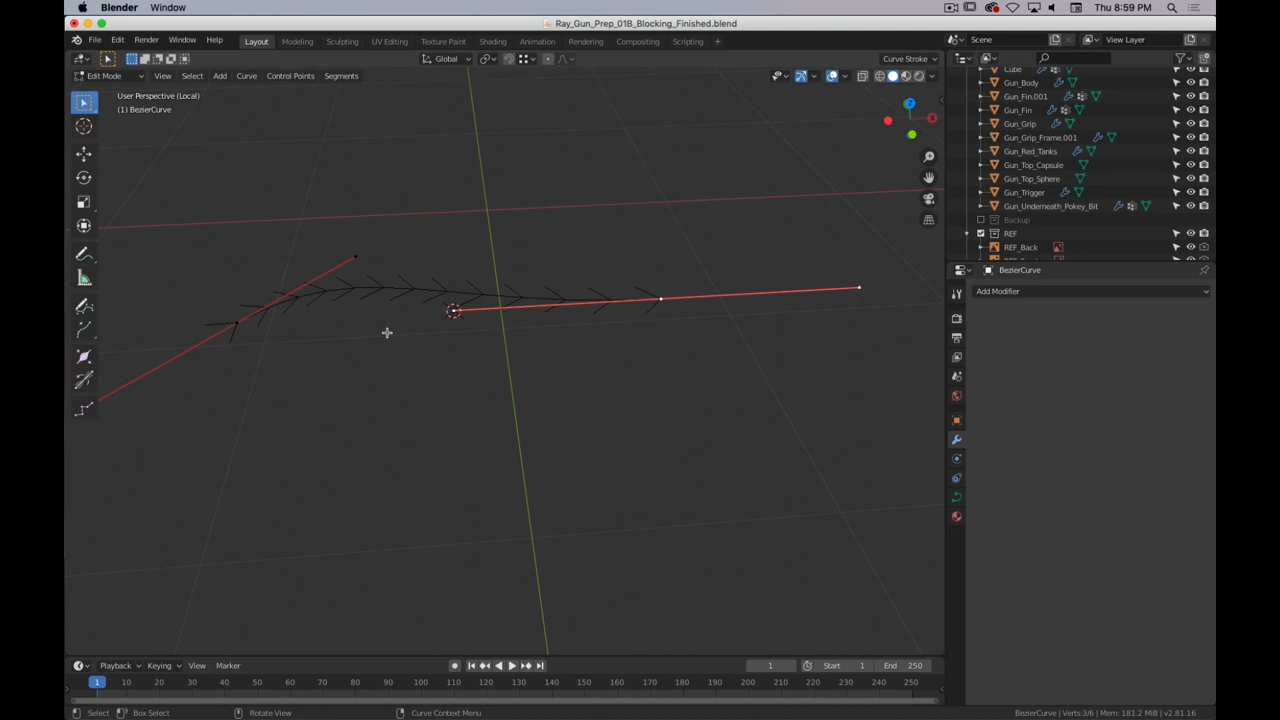 Blender Window Thu 8:59 PM
Ray_Gun_Prep_01B_Blocking_Finished.blend
File Edit Render Window Help Layout Modeling Sculpting UV Editing Texture Paint Shading Animation Rendering Compositing Scripting + Scene View Layer
Global Curve Stroke
Edit Mode View Select Add Curve Control Points Segments
User Perspective (Local)
(1) BezierCurve
Z
X
Cube
Gun_Body
Gun_Fin.001
Gun_Fin
Gun_Grip
Gun_Grip_Frame.001
Gun_Red_Tanks
Gun_Top_Capsule
Gun_Top_Sphere
Gun_Trigger
Gun_Underneath_Pokey_Bit
Backup
REF
REF_Back
BezierCurve
Add Modifier
Playback Keying View Marker 1 Start 1 End 250
1 10 20 30 40 50 60 70 80 90 100 110 120 130 140 150 160 170 180 190 200 210 220 230 240 250
Select Box Select Rotate View Curve Context Menu BezierCurve | Verts:3/6 | Mem: 181.2 MiB | v2.81.16